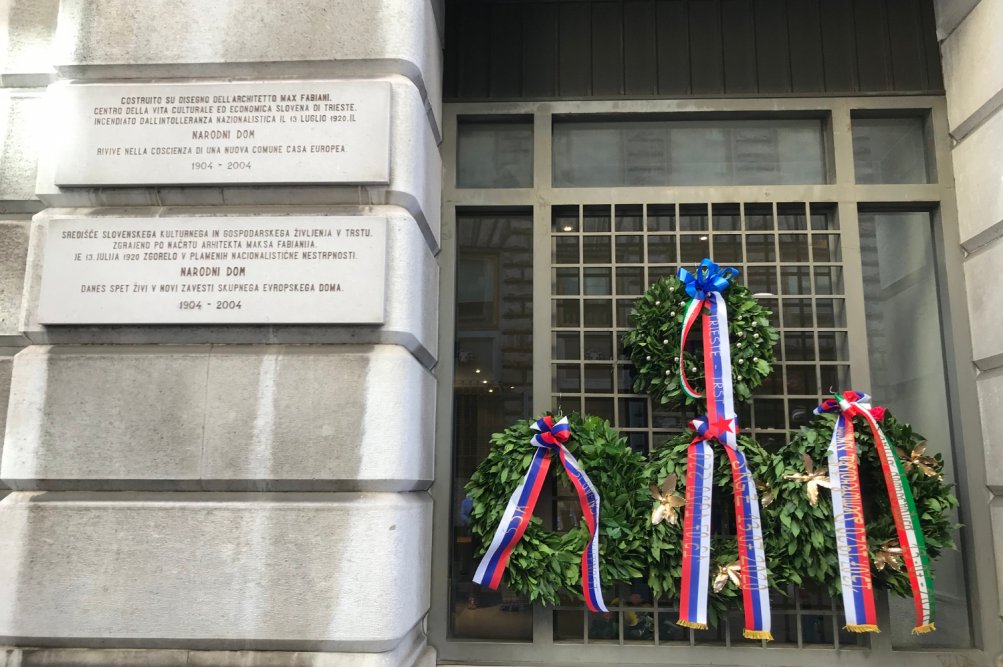 COSTRUITO SU DISEGNO DELL'ARCHITETTO MAX FABIANI.
CENTRO DELLA VITA CULTURALE ED ECONOMICA SLOVENA DI TRIESTE.
INCENDIATO DALL'INTOLLERANZA NAZIONALISTICA IL 13 LUGLIO 1920. IL
NARODNI DOM
RIVIVE NELLA COSCIENZA DI UNA NUOVA COMUNE CASA EUROPEA.
1904 - 2004
SREDIŠČE SLOVENSKEGA KULTURNEGA IN GOSPODARSKEGA ŽIVLJENJA V TRSTU.
ZGRAJENO PO NAČRTU ARHITEKTA MAKSA FABIANIJA.
JE 13. JULIJA 1920 ZGORELO V PLAMENIH NACIONALISTIČNE NESTRPNOSTI.
NARODNI DOM
DANES SPET ŽIVI V NOVI ZAVESTI SKUPNEGA EVROPSKEGA DOMA.
1904 - 2004
TRIESTE - TRST